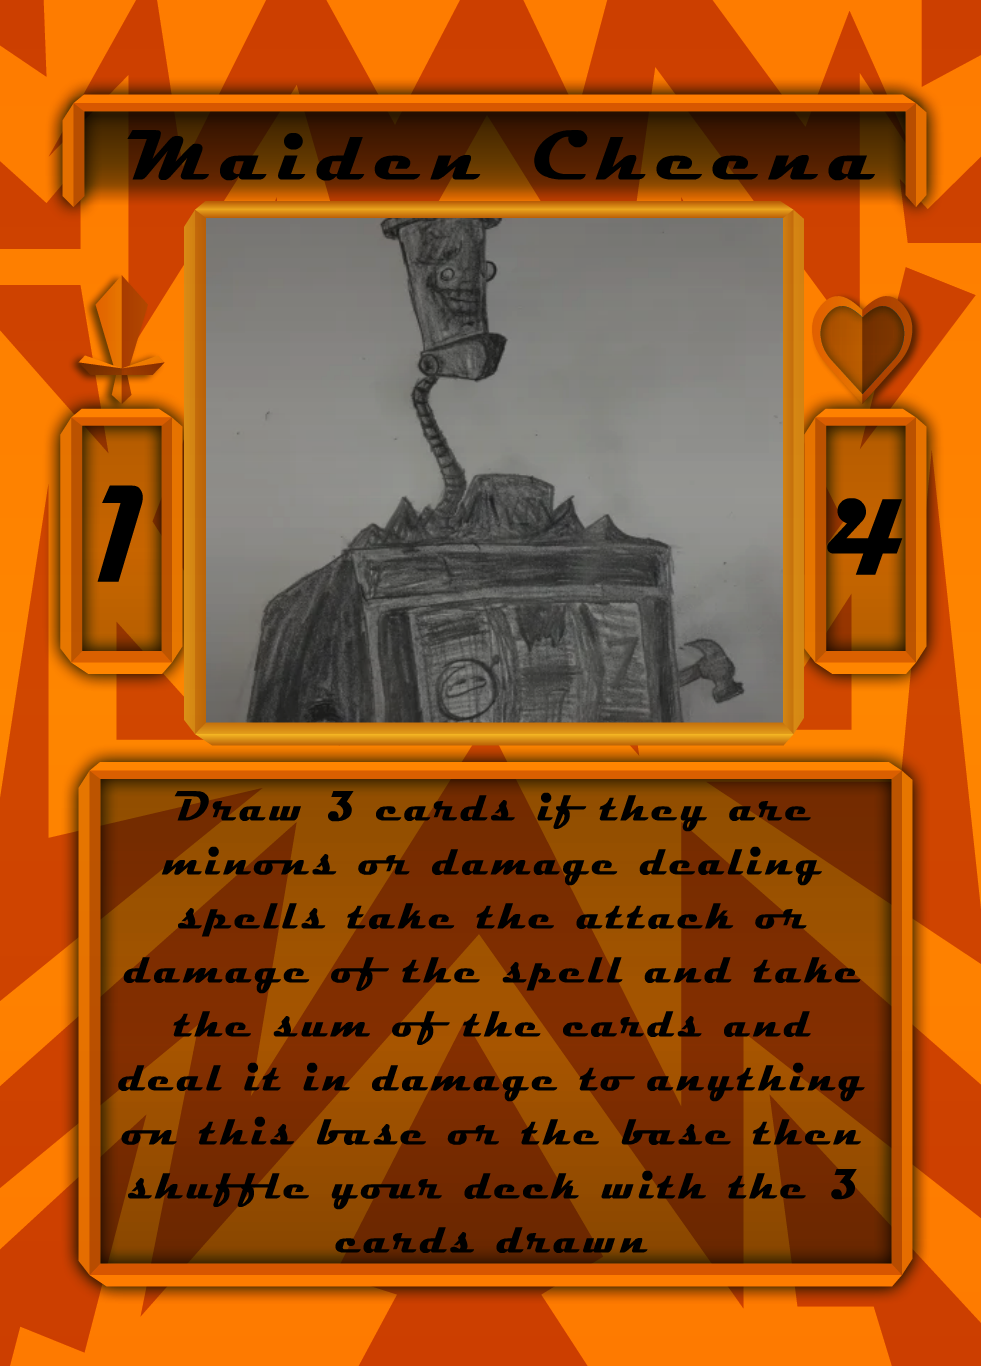 Maiden Cheena
1
4
Draw 3 cards if they are
minons or damage dealing
spells take the attack or
damage of the spell and take
the sum of the cards and
deal it in damage to anything
on this base or the base then
shuffle your deck with the 3
cards drawn